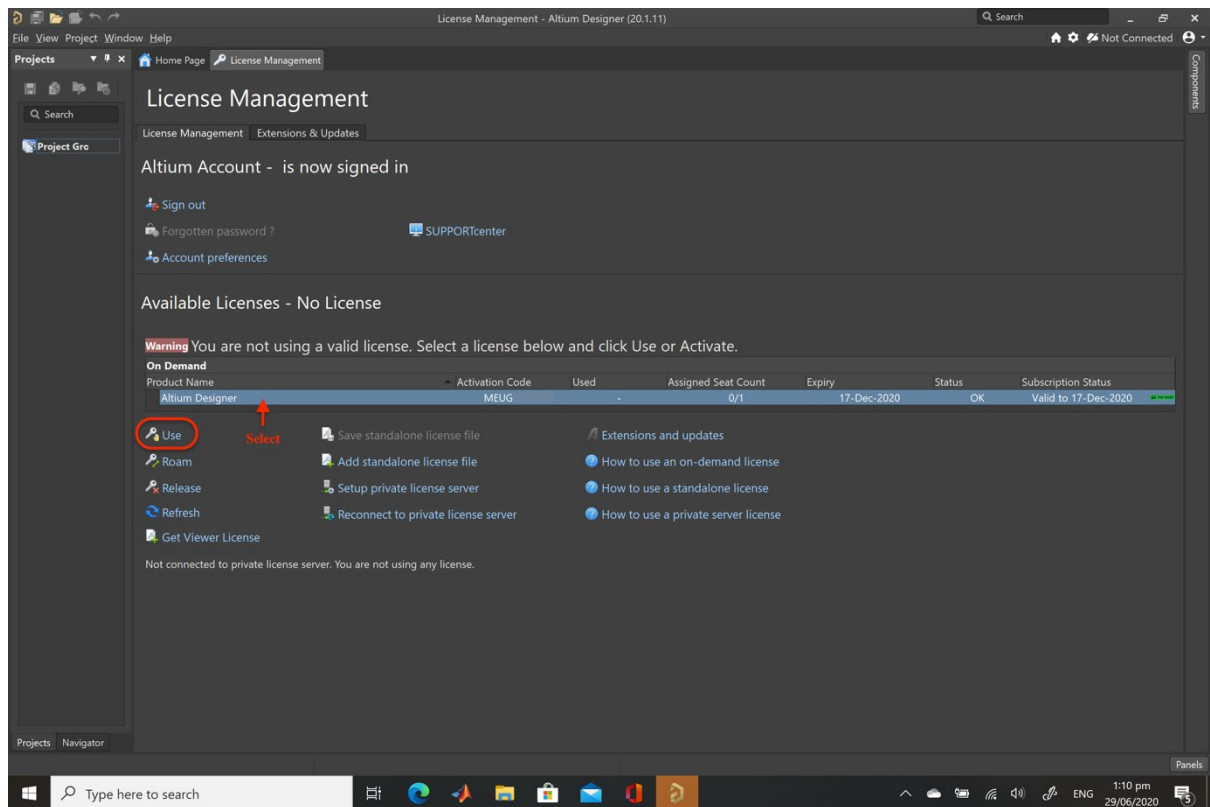 License Management - Altium Designer (20.1.11)
Search
File View Project Window Help
Not Connected
Projects
Home Page
License Management
Components
Search
Project Gro
License Management
License Management
Extensions & Updates
Altium Account - is now signed in
Sign out
Forgotten password ?
SUPPORTcenter
Account preferences
Available Licenses - No License
Warning You are not using a valid license. Select a license below and click Use or Activate.
On Demand
Product Name Activation Code Used Assigned Seat Count Expiry Status Subscription Status
Altium Designer MEUG - 0/1 17-Dec-2020 OK Valid to 17-Dec-2020
Use
Select
Save standalone license file
Extensions and updates
Roam
Add standalone license file
How to use an on-demand license
Release
Setup private license server
How to use a standalone license
Refresh
Reconnect to private license server
How to use a private server license
Get Viewer License
Not connected to private license server. You are not using any license.
Projects Navigator
Panels
Type here to search
ENG
1:10 pm
29/06/2020
5